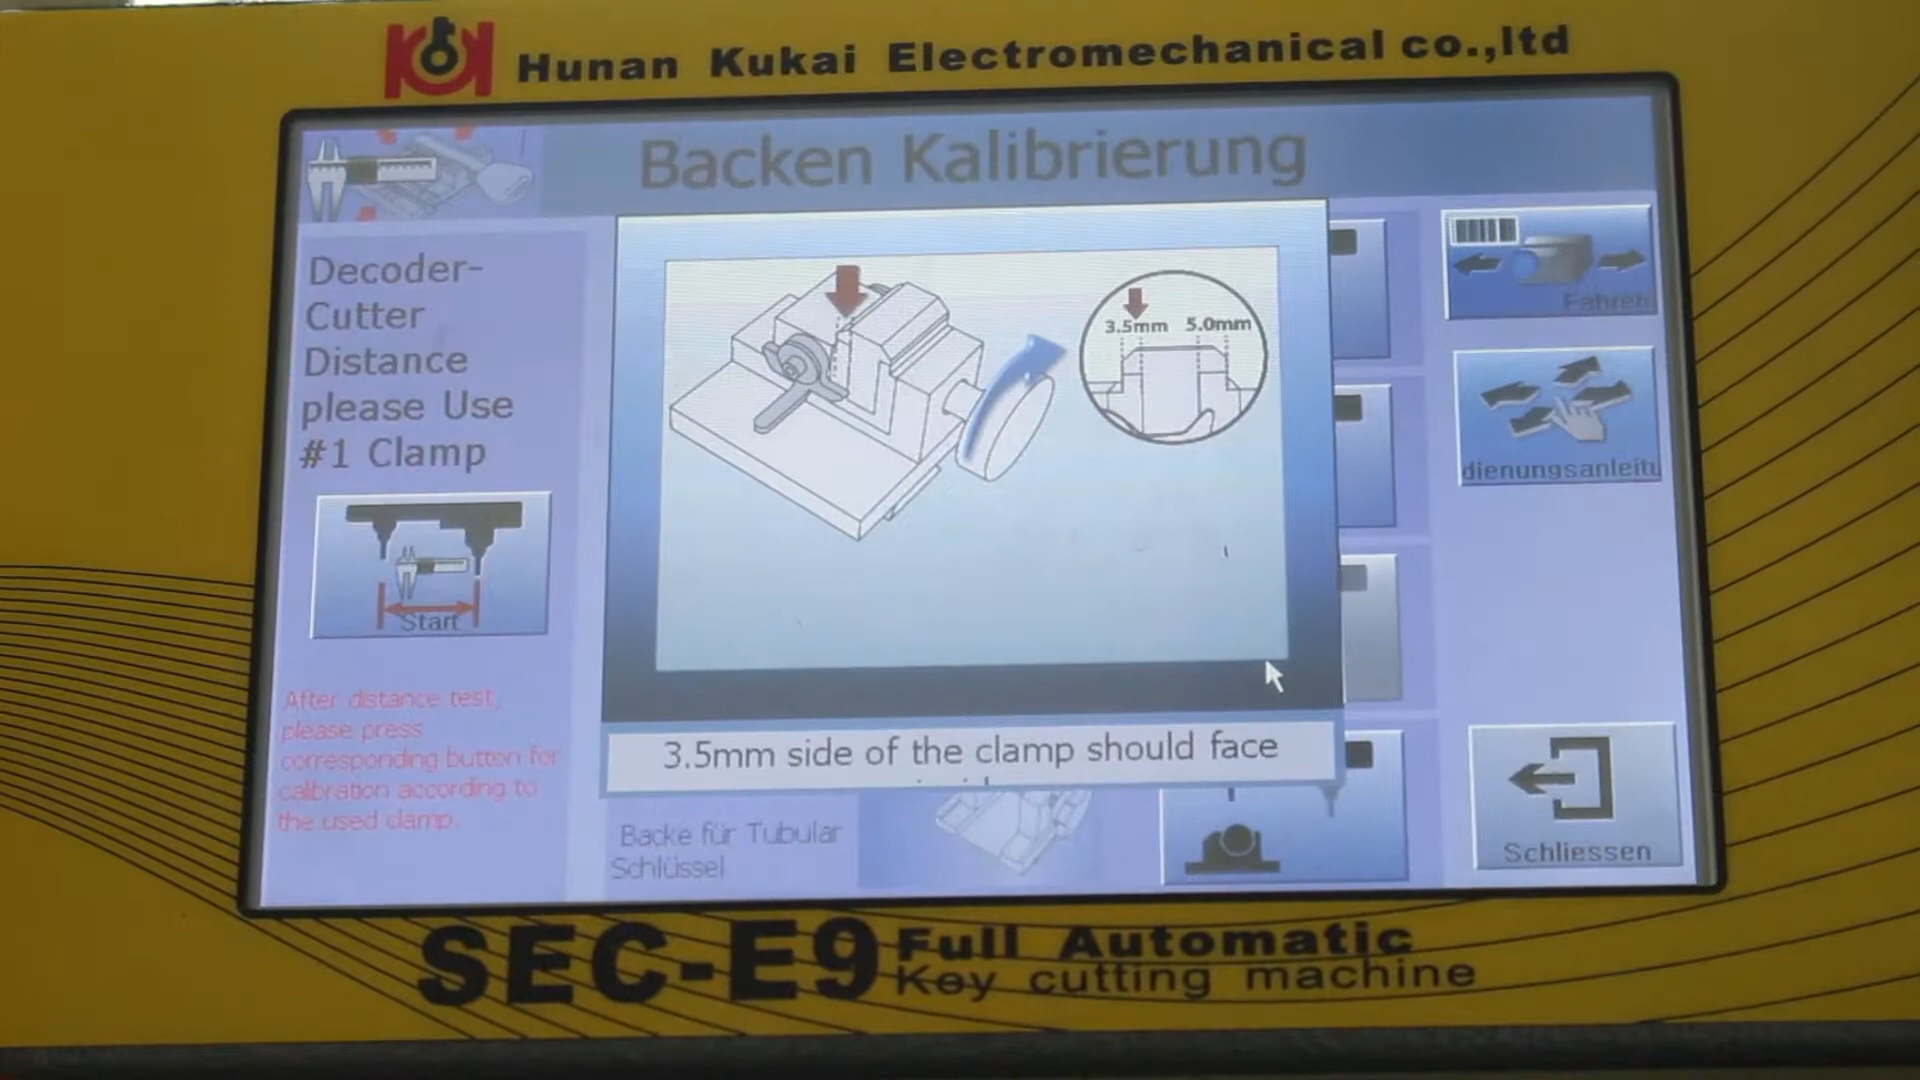 Hunan Kukai Electromechanical co.,ltd
Backen Kalibrierung
Decoder-
Cutter
Distance
please Use
#1 Clamp
Start
After distance test,
please press
corresponding button for
calibration according to
the used clamp.
3.5mm 5.0mm
3.5mm side of the clamp should face
Backe für Tubular
Schlüssel
Fahren
dienungsanleitu
Schliessen
SEC-E9 Full Automatic
Key cutting machine